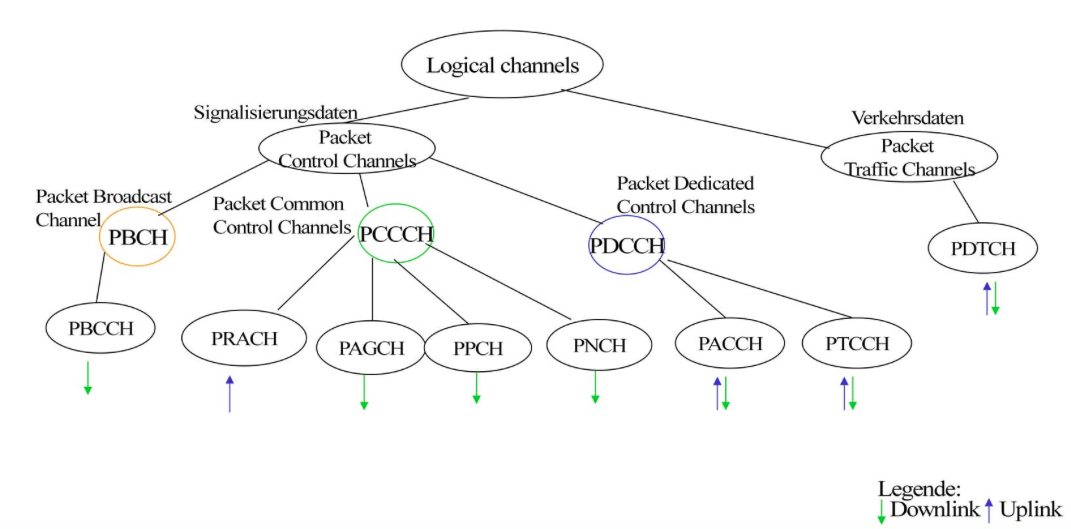 Logical channels
Signalisierungsdaten
Packet
Control Channels
Verkehrsdaten
Packet
Traffic Channels
Packet Broadcast
Channel
PBCH
Packet Common
Control Channels
PCCCH
Packet Dedicated
Control Channels
PDCCH
PDTCH
PBCCH
PRACH
PAGCH
PPCH
PNCH
PACCH
PTCCH
Legende:
Downlink
Uplink